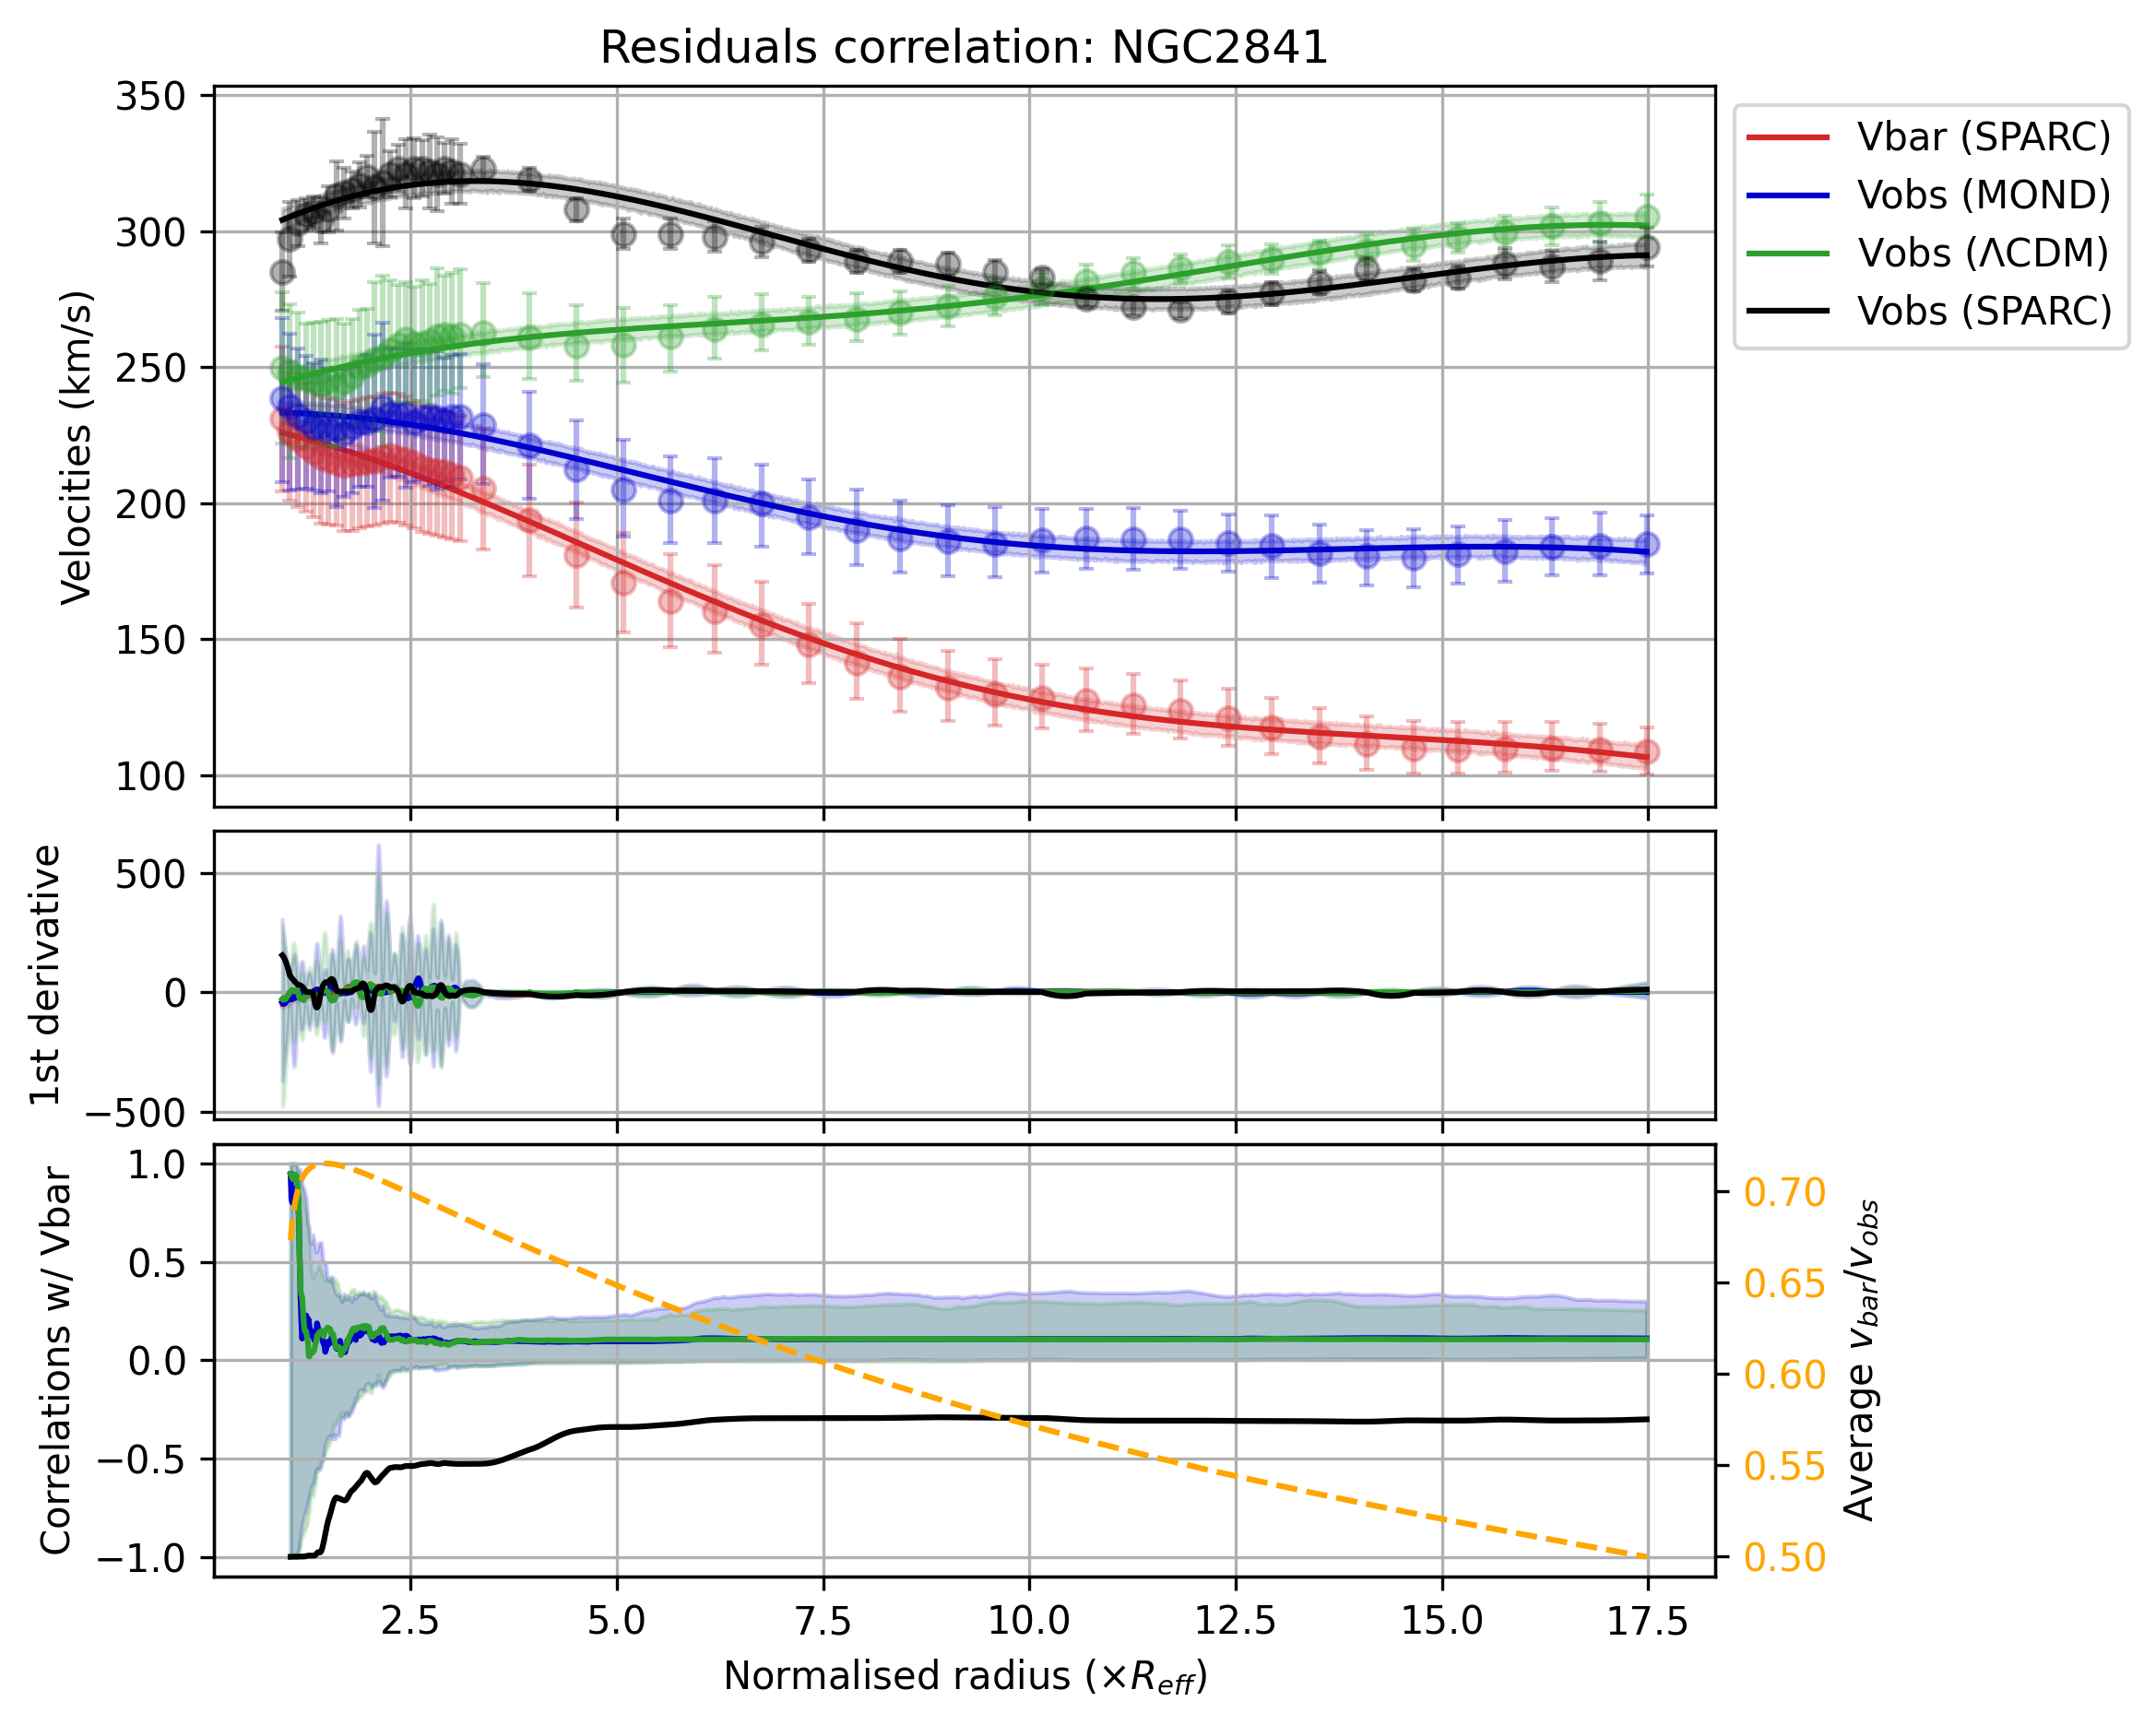 Residuals correlation: NGC2841
350
300
250
200
150
100
Velocities (km/s)
Vbar (SPARC)
Vobs (MOND)
Vobs (ΛCDM)
Vobs (SPARC)
500
0
−500
1st derivative
1.0
0.5
0.0
−0.5
−1.0
Correlations w/ Vbar
0.70
0.65
0.60
0.55
0.50
Average v_bar/v_obs
2.5 5.0 7.5 10.0 12.5 15.0 17.5
Normalised radius (×R_eff)